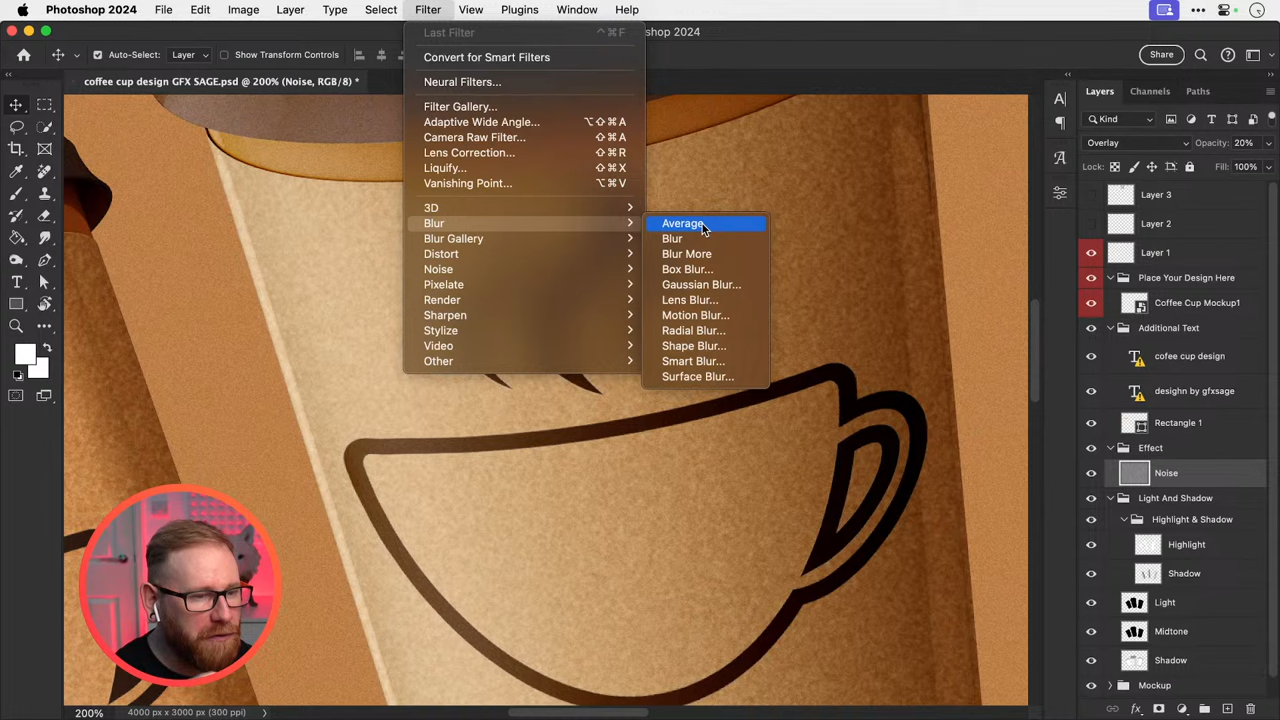 Photoshop 2024 File Edit Image Layer Type Select Filter View Plugins Window Help
Last Filter ^⌘F
shop 2024
Auto-Select: Layer Show Transform Controls
Share
coffee cup design GFX SAGE.psd @ 200% (Noise, RGB/8) *
Convert for Smart Filters
Neural Filters...
Filter Gallery...
Adaptive Wide Angle... ⌥⇧⌘A
Camera Raw Filter... ⇧⌘A
Lens Correction... ⇧⌘R
Liquify... ⇧⌘X
Vanishing Point... ⌥⌘V
3D
Blur
Blur Gallery
Distort
Noise
Pixelate
Render
Sharpen
Stylize
Video
Other
Average
Blur
Blur More
Box Blur...
Gaussian Blur...
Lens Blur...
Motion Blur...
Radial Blur...
Shape Blur...
Smart Blur...
Surface Blur...
Layers Channels Paths
Kind
Overlay Opacity: 20%
Lock: Fill: 100%
Layer 3
Layer 2
Layer 1
Place Your Design Here
Coffee Cup Mockup1
Additional Text
cofee cup design
desighn by gfxsage
Rectangle 1
Effect
Noise
Light And Shadow
Highlight & Shadow
Highlight
Shadow
Light
Midtone
Shadow
Mockup
200% 4000 px x 3000 px (300 ppi)